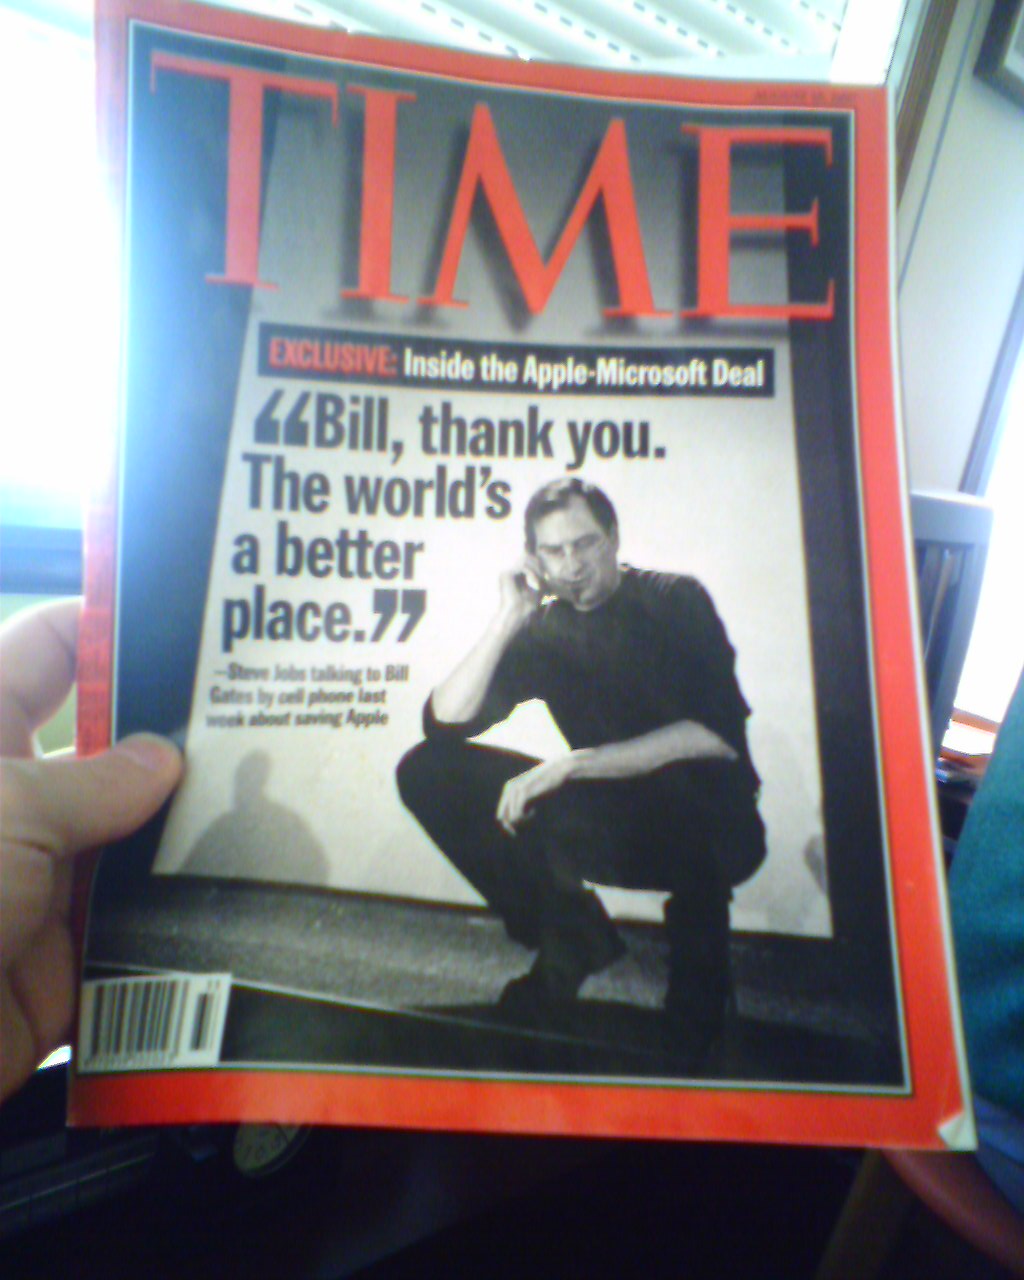 TIME
EXCLUSIVE: Inside the Apple-Microsoft Deal
“Bill, thank you.
The world's
a better
place.”
—Steve Jobs talking to Bill
Gates by cell phone last
week about saving Apple